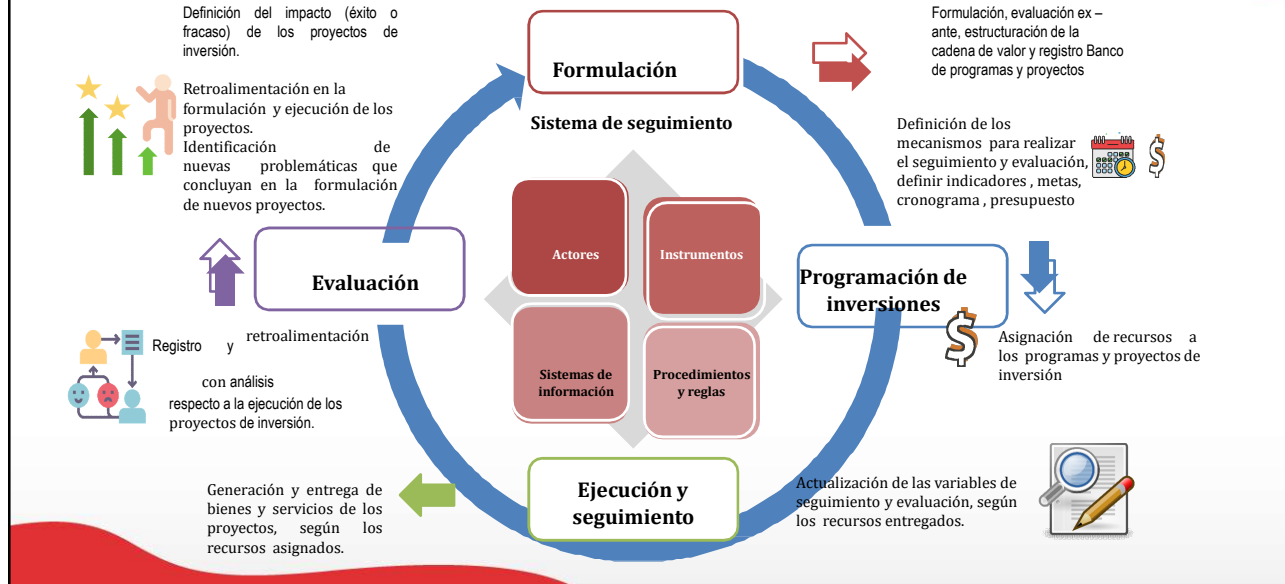 Definición del impacto (éxito o
fracaso) de los proyectos de
inversión.
Retroalimentación en la
formulación y ejecución de los
proyectos.
Identificación de
nuevas problemáticas que
concluyan en la formulación
de nuevos proyectos.
Formulación
Sistema de seguimiento
Formulación, evaluación ex –
ante, estructuración de la
cadena de valor y registro Banco
de programas y proyectos
Definición de los
mecanismos para realizar
el seguimiento y evaluación,
definir indicadores , metas,
cronograma , presupuesto
Actores
Instrumentos
Sistemas de
información
Procedimientos
y reglas
Evaluación
Programación de
inversiones
Asignación de recursos a
los programas y proyectos de
inversión
Registro y retroalimentación
con análisis
respecto a la ejecución de los
proyectos de inversión.
Generación y entrega de
bienes y servicios de los
proyectos, según los
recursos asignados.
Ejecución y
seguimiento
Actualización de las variables de
seguimiento y evaluación, según
los recursos entregados.